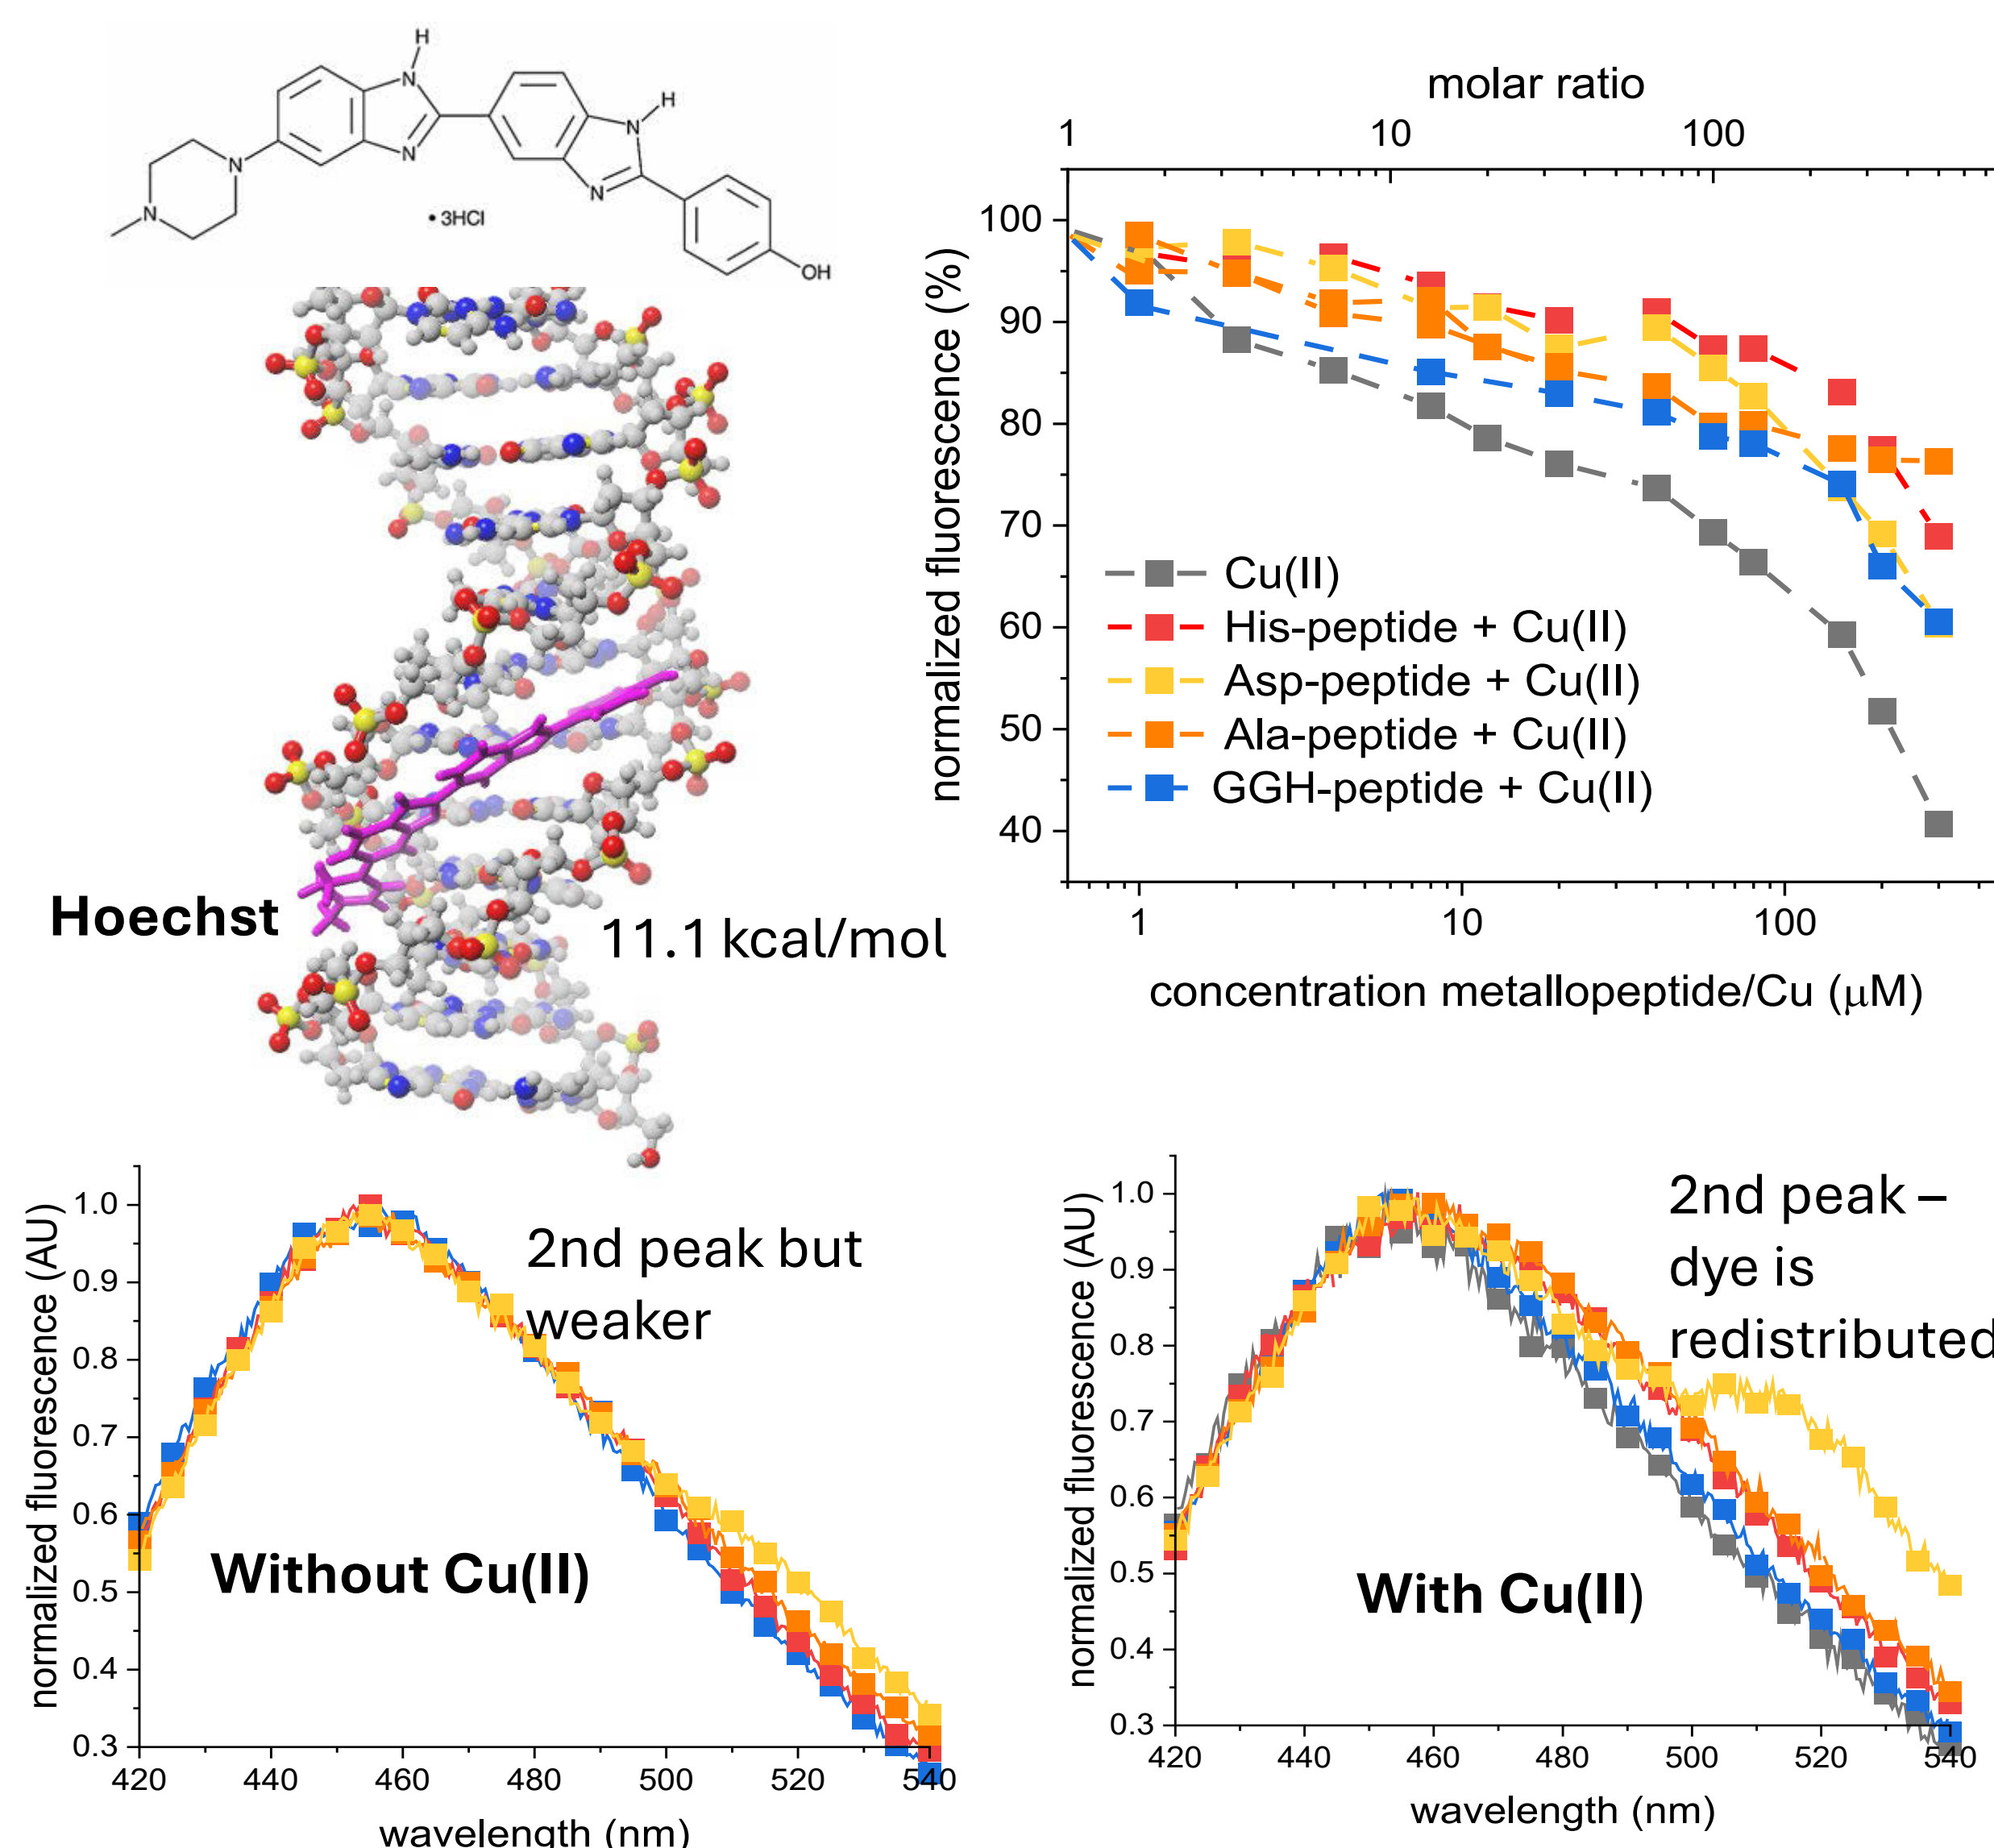 H
N
N
H
N
N
N
N
• 3HCl
OH
Hoechst
11.1 kcal/mol
molar ratio
1 10 100
normalized fluorescence (%)
100
90
80
70
60
50
40
Cu(II)
His-peptide + Cu(II)
Asp-peptide + Cu(II)
Ala-peptide + Cu(II)
GGH-peptide + Cu(II)
1 10 100
concentration metallopeptide/Cu (μM)
normalized fluorescence (AU)
1.0
0.9
0.8
0.7
0.6
0.5
0.4
0.3
2nd peak but
weaker
Without Cu(II)
420 440 460 480 500 520 540
wavelength (nm)
normalized fluorescence (AU)
1.0
0.9
0.8
0.7
0.6
0.5
0.4
0.3
2nd peak –
dye is
redistributed
With Cu(II)
420 440 460 480 500 520 540
wavelength (nm)